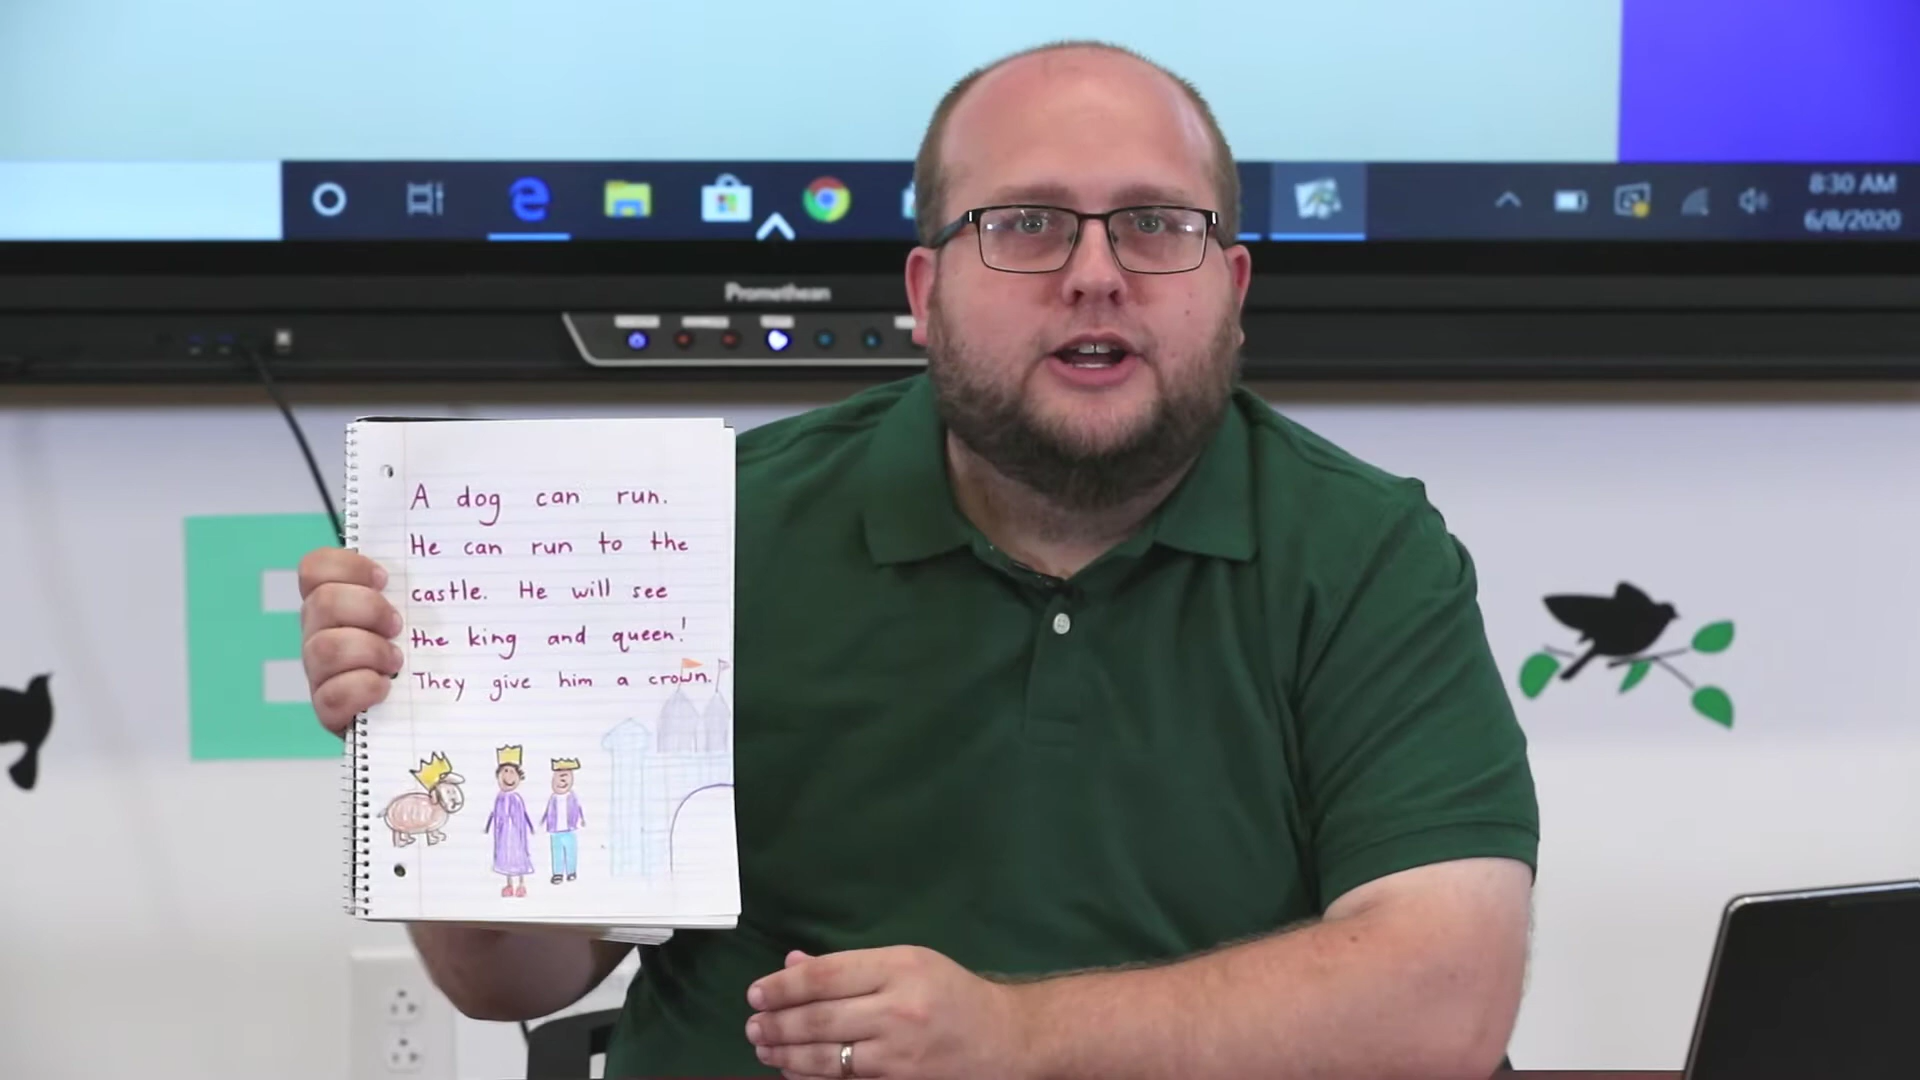 8:30 AM
6/8/2020
Promethean
E
A dog can run.
He can run to the
castle. He will see
the king and queen!
They give him a crown.